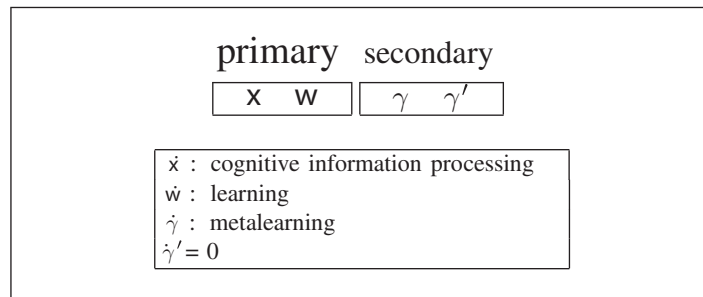 primary secondary
x w γ γ′
ẋ : cognitive information processing
ẇ : learning
γ̇ : metalearning
γ̇′ = 0